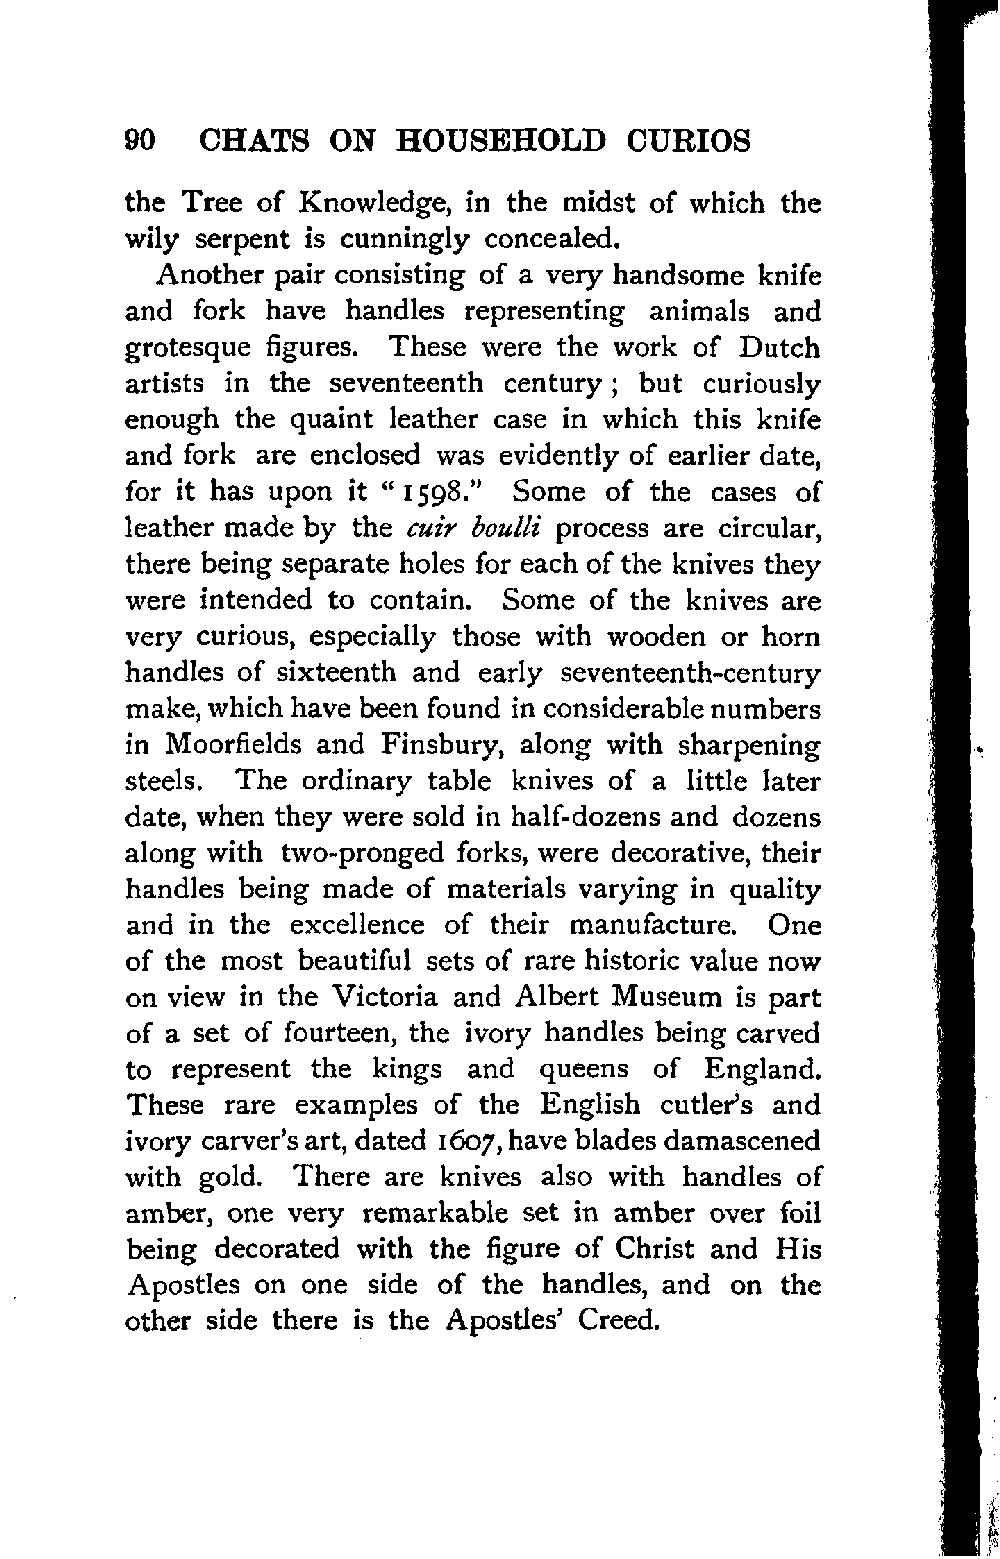 90 CHATS ON HOUSEHOLD CURIOS
the Tree of Knowledge, in the midst of which the
wily serpent is cunningly concealed.
Another pair consisting of a very handsome knife
and fork have handles representing animals and
grotesque figures. These were the work of Dutch
artists in the seventeenth century ; but curiously
enough the quaint leather case in which this knife
and fork are enclosed was evidently of earlier date,
for it has upon it “ 1598.” Some of the cases of
leather made by the cuir boulli process are circular,
there being separate holes for each of the knives they
were intended to contain. Some of the knives are
very curious, especially those with wooden or horn
handles of sixteenth and early seventeenth-century
make, which have been found in considerable numbers
in Moorfields and Finsbury, along with sharpening
steels. The ordinary table knives of a little later
date, when they were sold in half-dozens and dozens
along with two-pronged forks, were decorative, their
handles being made of materials varying in quality
and in the excellence of their manufacture. One
of the most beautiful sets of rare historic value now
on view in the Victoria and Albert Museum is part
of a set of fourteen, the ivory handles being carved
to represent the kings and queens of England.
These rare examples of the English cutler’s and
ivory carver’s art, dated 1607, have blades damascened
with gold. There are knives also with handles of
amber, one very remarkable set in amber over foil
being decorated with the figure of Christ and His
Apostles on one side of the handles, and on the
other side there is the Apostles’ Creed.